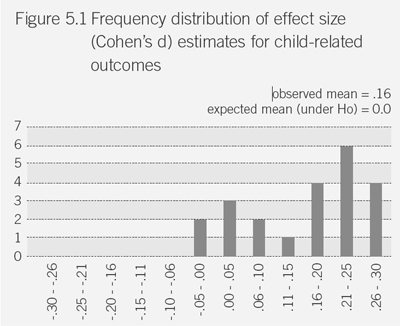 Figure 5.1 Frequency distribution of effect size
(Cohen's d) estimates for child-related
outcomes
observed mean = .16
expected mean (under Ho) = 0.0
7
6
5
4
3
2
1
0
-.30 - -.26
-.25 - -.21
-.20 - -.16
-.15 - -.11
-.10 - -.06
-.05 - .00
.00 - .05
.06 - .10
.11 - .15
.16 - .20
.21 - .25
.26 - .30